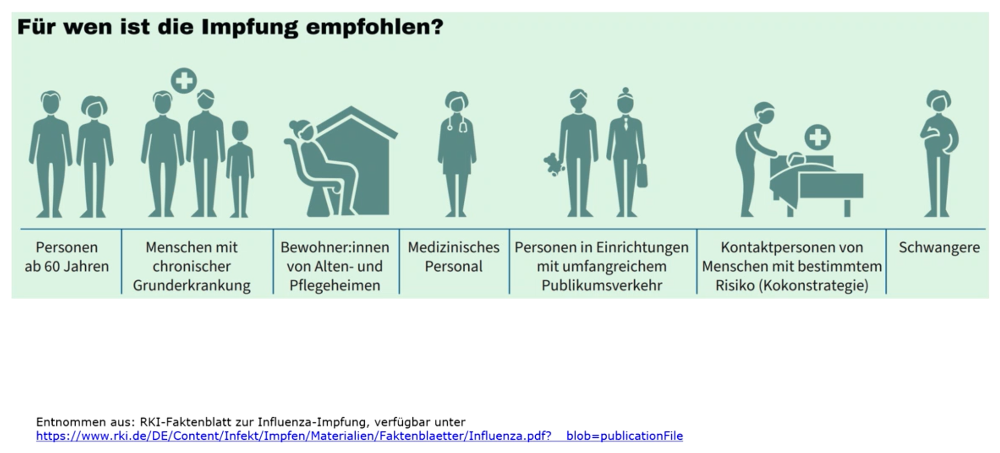 Für wen ist die Impfung empfohlen?
Personen
ab 60 Jahren
Menschen mit
chronischer
Grunderkrankung
Bewohner:innen
von Alten- und
Pflegeheimen
Medizinisches
Personal
Personen in Einrichtungen
mit umfangreichem
Publikumsverkehr
Kontaktpersonen von
Menschen mit bestimmtem
Risiko (Kokonstrategie)
Schwangere
Entnommen aus: RKI-Faktenblatt zur Influenza-Impfung, verfügbar unter
https://www.rki.de/DE/Content/Infekt/Impfen/Materialien/Faktenblaetter/Influenza.pdf?__blob=publicationFile